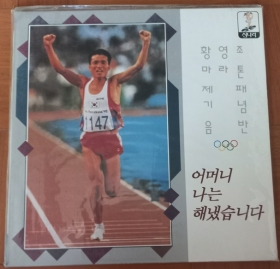 황 영 조
마 라 톤
제 패
기 념
음 반
어머니
나는
해냈습니다
1147